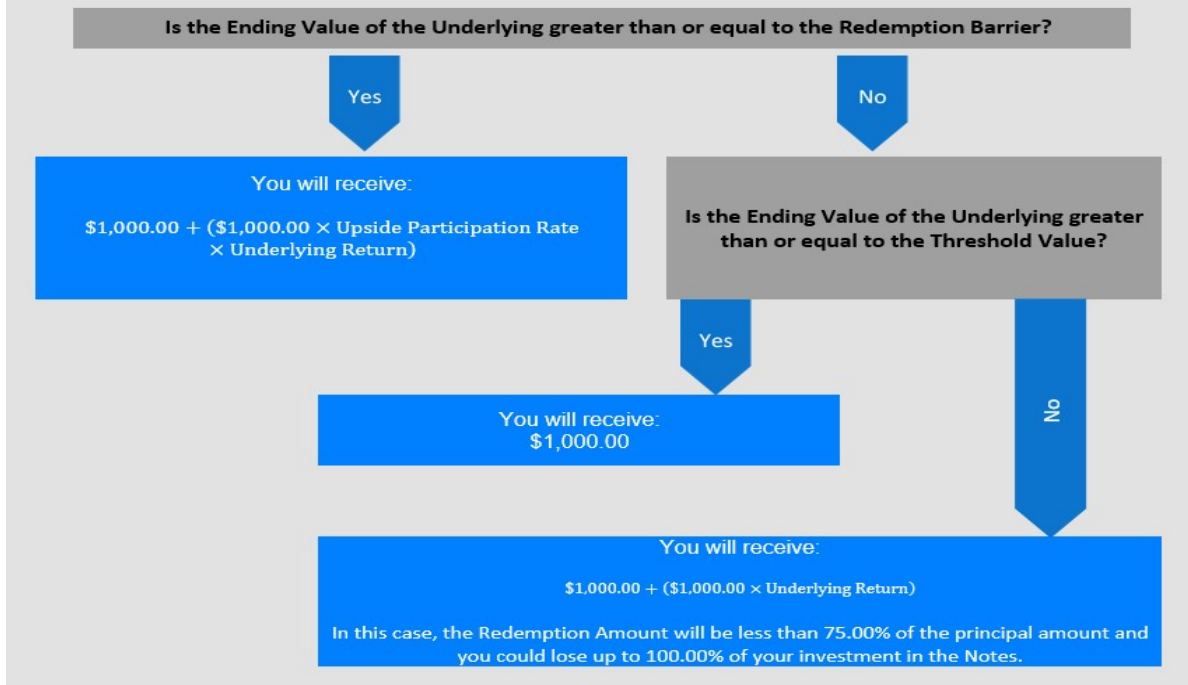 Is the Ending Value of the Underlying greater than or equal to the Redemption Barrier?
Yes
No
You will receive:
$1,000.00 + ($1,000.00 × Upside Participation Rate
× Underlying Return)
Is the Ending Value of the Underlying greater
than or equal to the Threshold Value?
Yes
No
You will receive:
$1,000.00
You will receive:
$1,000.00 + ($1,000.00 × Underlying Return)
In this case, the Redemption Amount will be less than 75.00% of the principal amount and
you could lose up to 100.00% of your investment in the Notes.